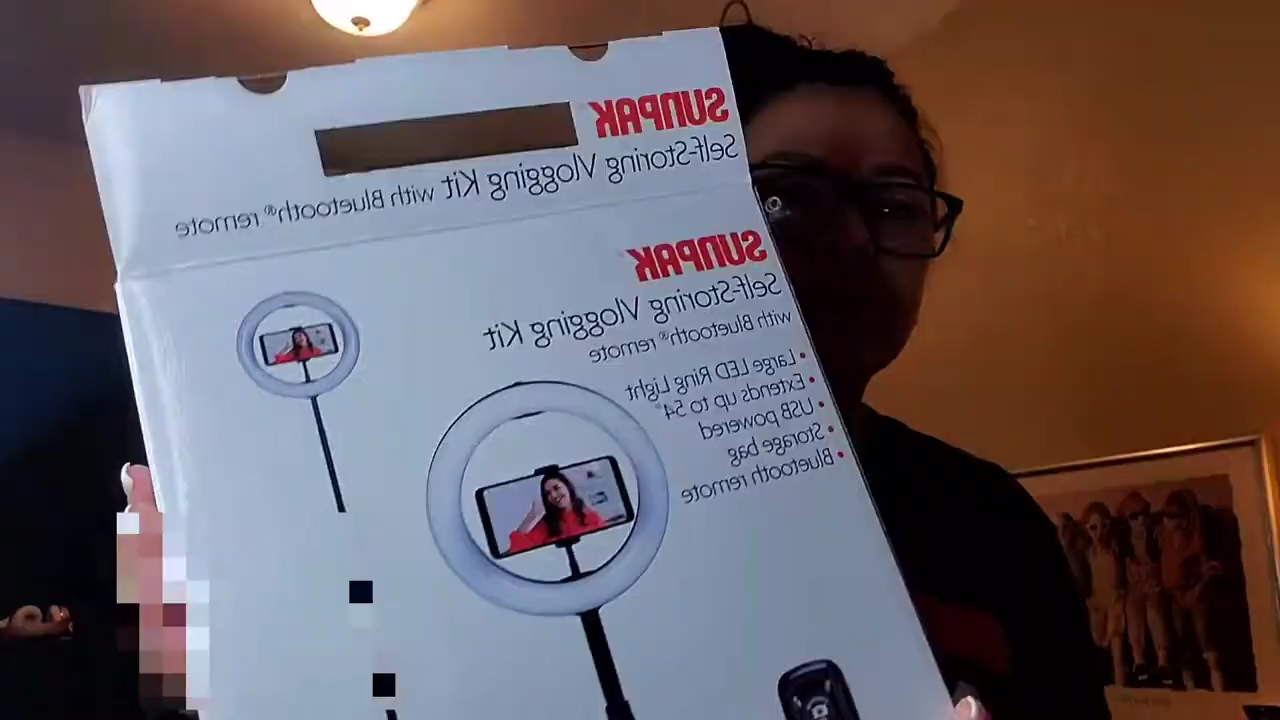 SUNPAK
Self-Storing Vlogging Kit with Bluetooth® remote
SUNPAK
Self-Storing Vlogging Kit
with Bluetooth® remote
• Large LED Ring Light
• Extends up to 54"
• USB powered
• Storage bag
• Bluetooth remote